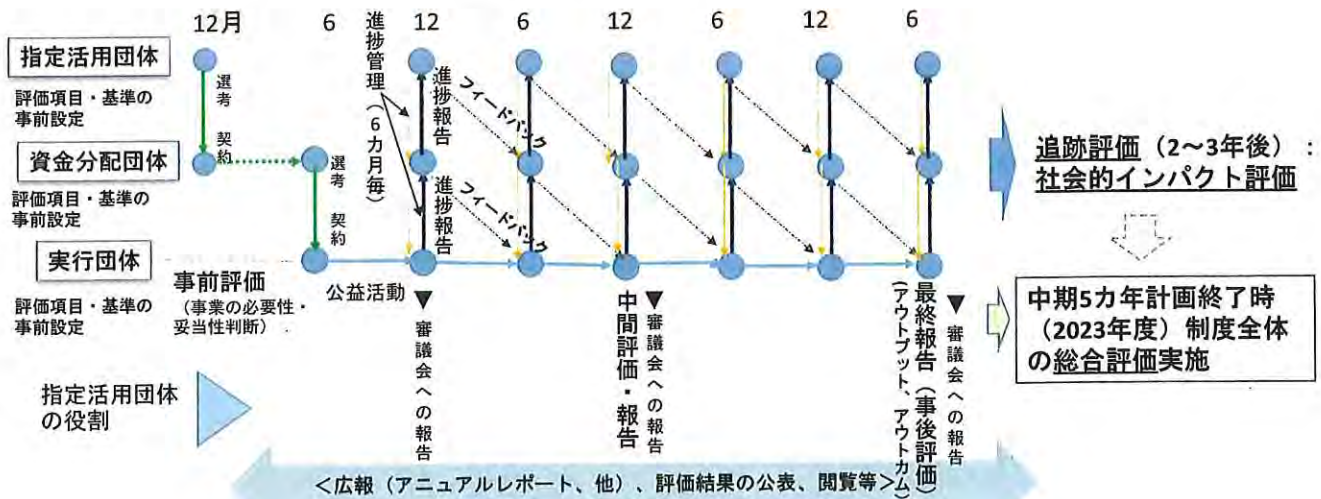 12月 6 12 6 12 6 12 6
指定活用団体
評価項目・基準の
事前設定
選考
契約
資金分配団体
評価項目・基準の
事前設定
選考
契約
実行団体
評価項目・基準の
事前設定
事前評価
（事業の必要性・
妥当性判断）
公益活動
進捗管理（6カ月毎）
進捗報告
進捗報告
フィードバック
フィードバック
▼審議会への報告
中間評価・報告
▼審議会への報告
最終報告（事後評価）
（アウトプット、アウトカム）
▼審議会への報告
追跡評価（2～3年後）：
社会的インパクト評価
中期5カ年計画終了時
（2023年度）制度全体
の総合評価実施
指定活用団体
の役割
＜広報（アニュアルレポート、他）、評価結果の公表、閲覧等＞